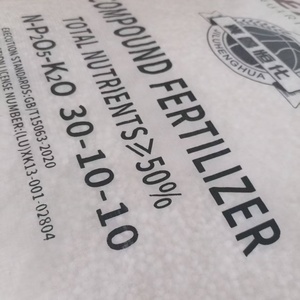 COMPOUND FERTILIZER
TOTAL NUTRIENTS≥50%
N-P₂O₅-K₂O 30-10-10
EXECUTION STANDARDS:GB/T15063-2020
LICENSE NUMBER:(LU)XK13-001-02804